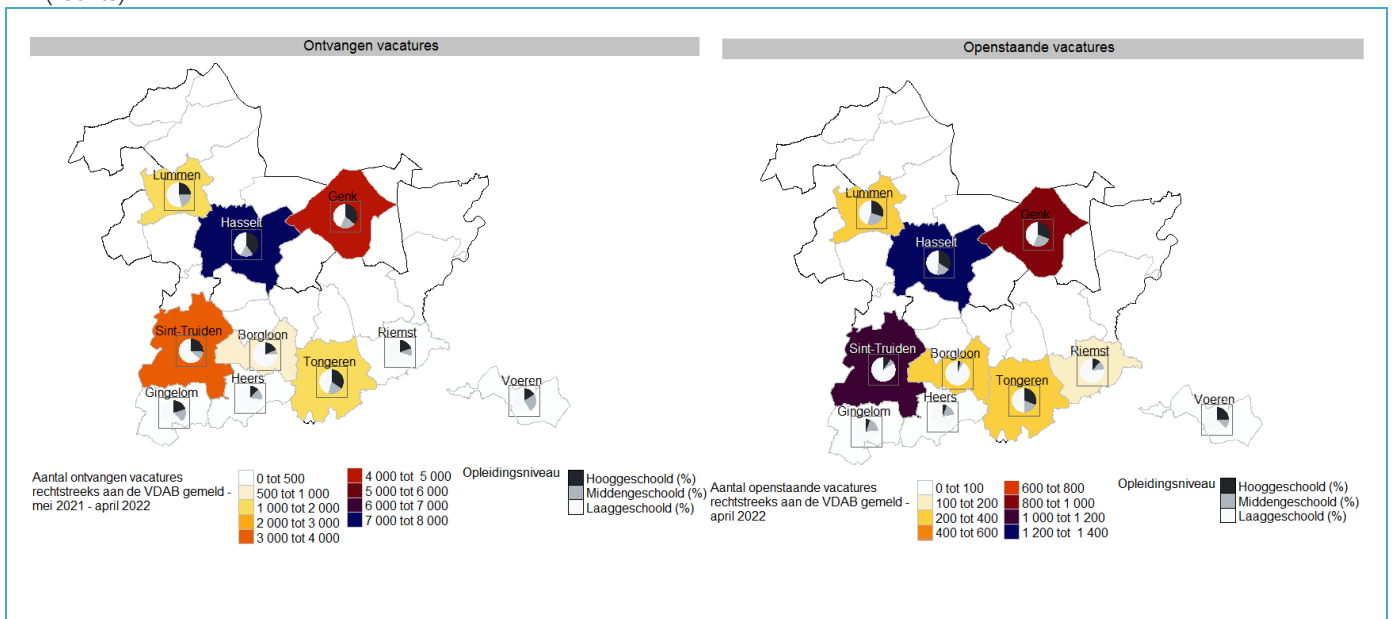 Ontvangen vacatures
Lummen
Genk
Hasselt
Sint-Truiden
Borgloon
Riemst
Tongeren
Heers
Voeren
Gingelom
Aantal ontvangen vacatures
rechtstreeks aan de VDAB gemeld -
mei 2021 - april 2022
0 tot 500
500 tot 1 000
1 000 tot 2 000
2 000 tot 3 000
3 000 tot 4 000
4 000 tot 5 000
5 000 tot 6 000
6 000 tot 7 000
7 000 tot 8 000
Opleidingsniveau
Hooggeschoold (%)
Middengeschoold (%)
Laaggeschoold (%)
Openstaande vacatures
Lummen
Genk
Hasselt
Sint-Truiden
Borgloon
Riemst
Tongeren
Heers
Voeren
Gingelom
Aantal openstaande vacatures
rechtstreeks aan de VDAB gemeld -
april 2022
0 tot 100
100 tot 200
200 tot 400
400 tot 600
600 tot 800
800 tot 1 000
1 000 tot 1 200
1 200 tot 1 400
Opleidingsniveau
Hooggeschoold (%)
Middengeschoold (%)
Laaggeschoold (%)